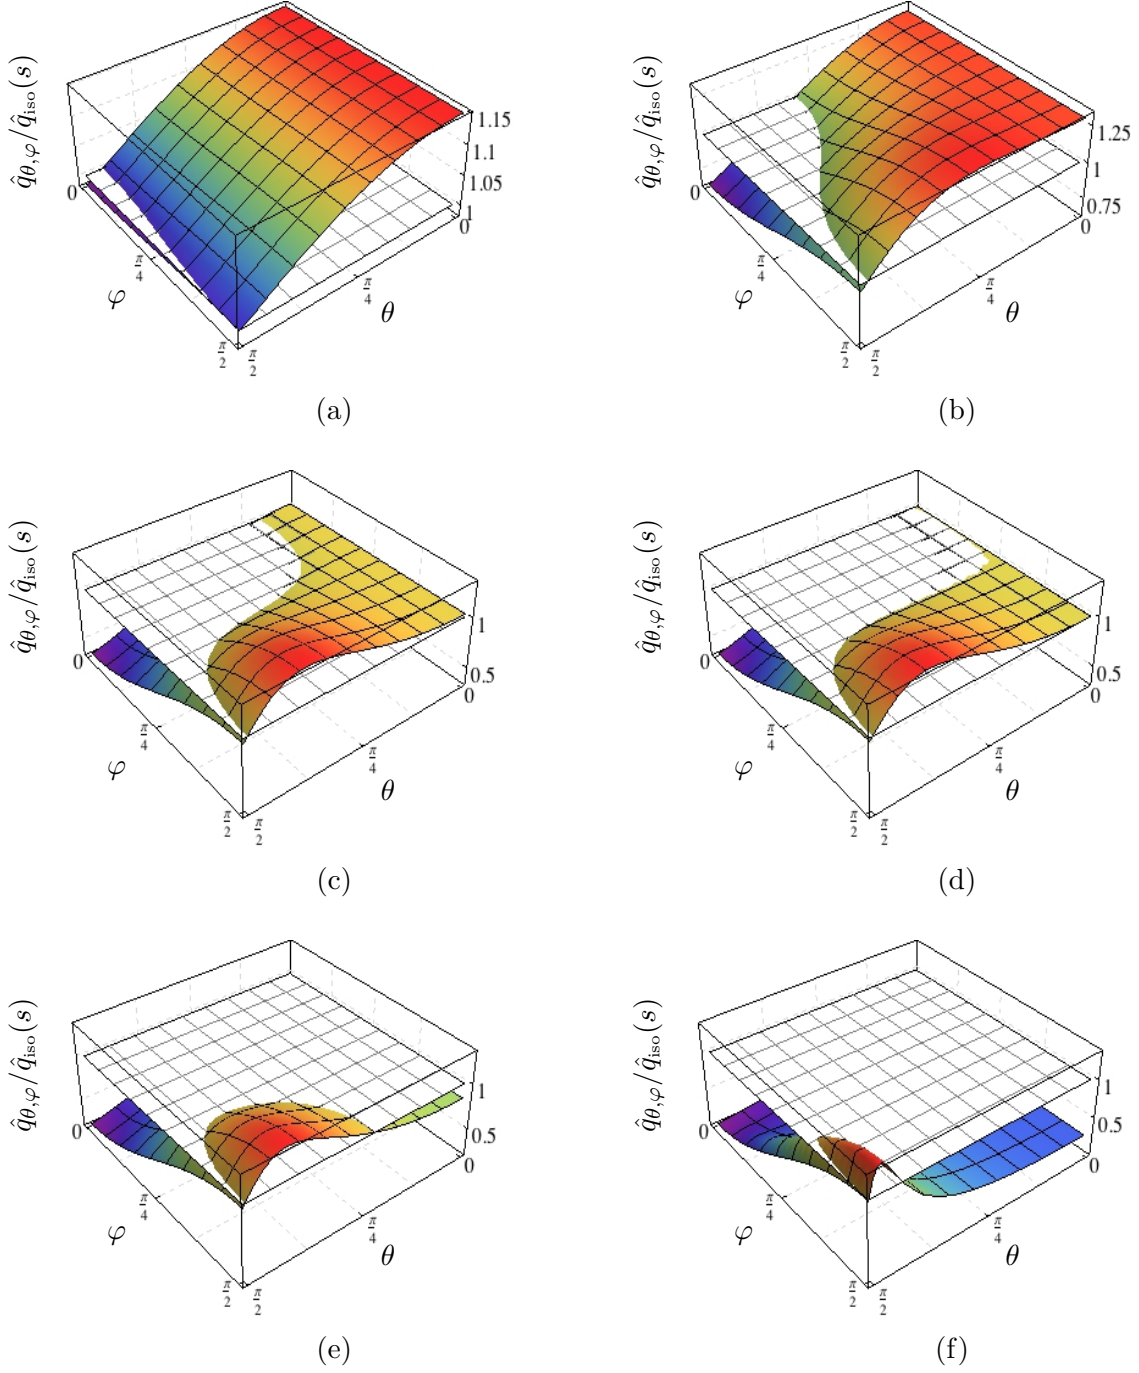 q̂θ,φ/q̂iso(s)
1.15
1.1
1.05
1
0
0
π/4
π/4
φ
θ
π/2
π/2
(a)
q̂θ,φ/q̂iso(s)
1.25
1
0.75
0
0
π/4
π/4
φ
θ
π/2
π/2
(b)
q̂θ,φ/q̂iso(s)
1
0.5
0
0
π/4
π/4
φ
θ
π/2
π/2
(c)
q̂θ,φ/q̂iso(s)
1
0.5
0
0
π/4
π/4
φ
θ
π/2
π/2
(d)
q̂θ,φ/q̂iso(s)
1
0.5
0
0
π/4
π/4
φ
θ
π/2
π/2
(e)
q̂θ,φ/q̂iso(s)
1
0.5
0
0
π/4
π/4
φ
θ
π/2
π/2
(f)